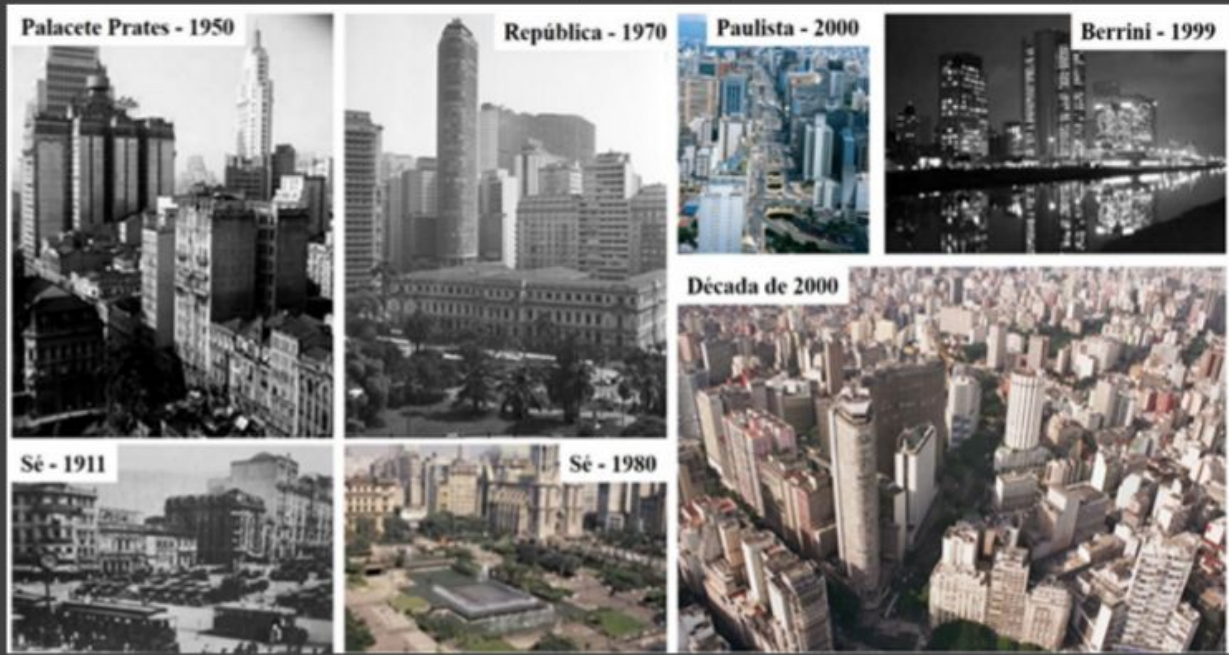 Palacete Prates - 1950
República - 1970
Paulista - 2000
Berrini - 1999
Década de 2000
Sé - 1911
Sé - 1980